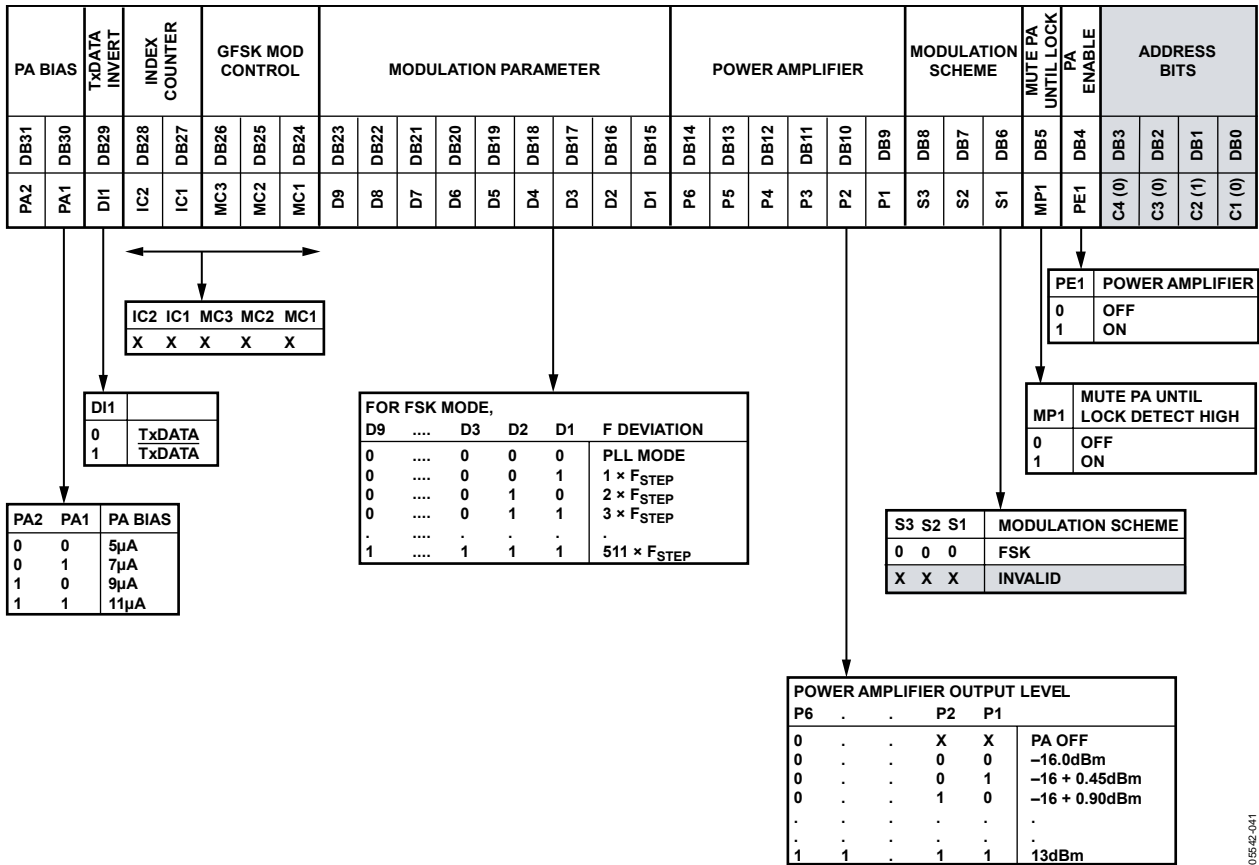 PA BIAS
TxDATA
INVERT
INDEX
COUNTER
GFSK MOD
CONTROL
MODULATION PARAMETER
POWER AMPLIFIER
MODULATION
SCHEME
MUTE PA
UNTIL LOCK
PA
ENABLE
ADDRESS
BITS
DB31 DB30 DB29 DB28 DB27 DB26 DB25 DB24 DB23 DB22 DB21 DB20 DB19 DB18 DB17 DB16 DB15 DB14 DB13 DB12 DB11 DB10 DB9 DB8 DB7 DB6 DB5 DB4 DB3 DB2 DB1 DB0
PA2 PA1 DI1 IC2 IC1 MC3 MC2 MC1 D9 D8 D7 D6 D5 D4 D3 D2 D1 P6 P5 P4 P3 P2 P1 S3 S2 S1 MP1 PE1 C4 (0) C3 (0) C2 (1) C1 (0)
PE1 POWER AMPLIFIER
0 OFF
1 ON
IC2 IC1 MC3 MC2 MC1
X X X X X
MUTE PA UNTIL
MP1 LOCK DETECT HIGH
0 OFF
1 ON
DI1
0 TxDATA
1 TxDATA
FOR FSK MODE,
D9 .... D3 D2 D1 F DEVIATION
0 .... 0 0 0 PLL MODE
0 .... 0 0 1 1 × FSTEP
0 .... 0 1 0 2 × FSTEP
0 .... 0 1 1 3 × FSTEP
. .... . . . .
1 .... 1 1 1 511 × FSTEP
PA2 PA1 PA BIAS
0 0 5µA
0 1 7µA
1 0 9µA
1 1 11µA
S3 S2 S1 MODULATION SCHEME
0 0 0 FSK
X X X INVALID
POWER AMPLIFIER OUTPUT LEVEL
P6 . . P2 P1
0 . . X X PA OFF
0 . . 0 0 –16.0dBm
0 . . 0 1 –16 + 0.45dBm
0 . . 1 0 –16 + 0.90dBm
. . . . . .
. . . . . .
1 1 . 1 1 13dBm
05542-041